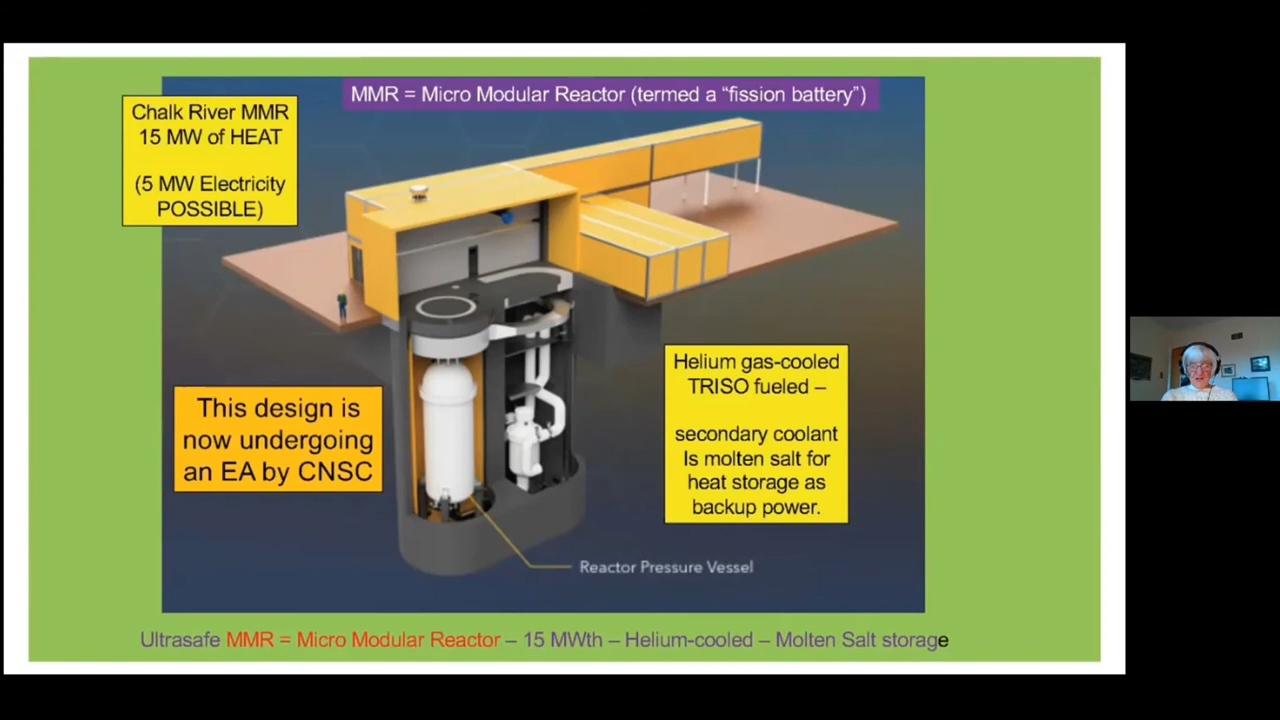 MMR = Micro Modular Reactor (termed a “fission battery”)
Chalk River MMR
15 MW of HEAT
(5 MW Electricity
POSSIBLE)
This design is
now undergoing
an EA by CNSC
Helium gas-cooled
TRISO fueled –
secondary coolant
Is molten salt for
heat storage as
backup power.
Reactor Pressure Vessel
Ultrasafe MMR = Micro Modular Reactor – 15 MWth – Helium-cooled – Molten Salt storage